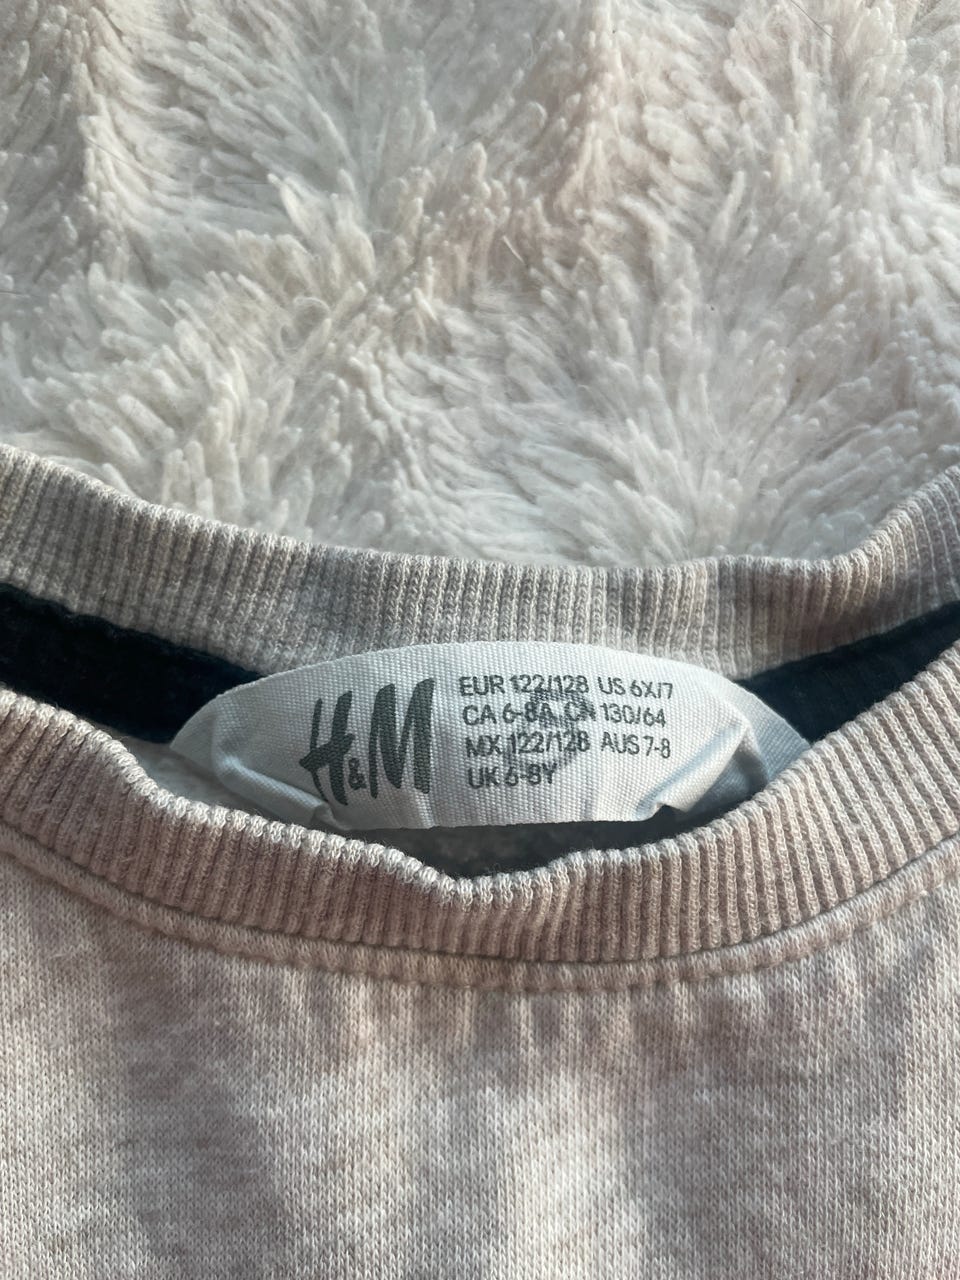 H&M
EUR 122/128 US 6X/7
CA 6-8A CN 130/64
MX 122/128 AUS 7-8
UK 6-8Y